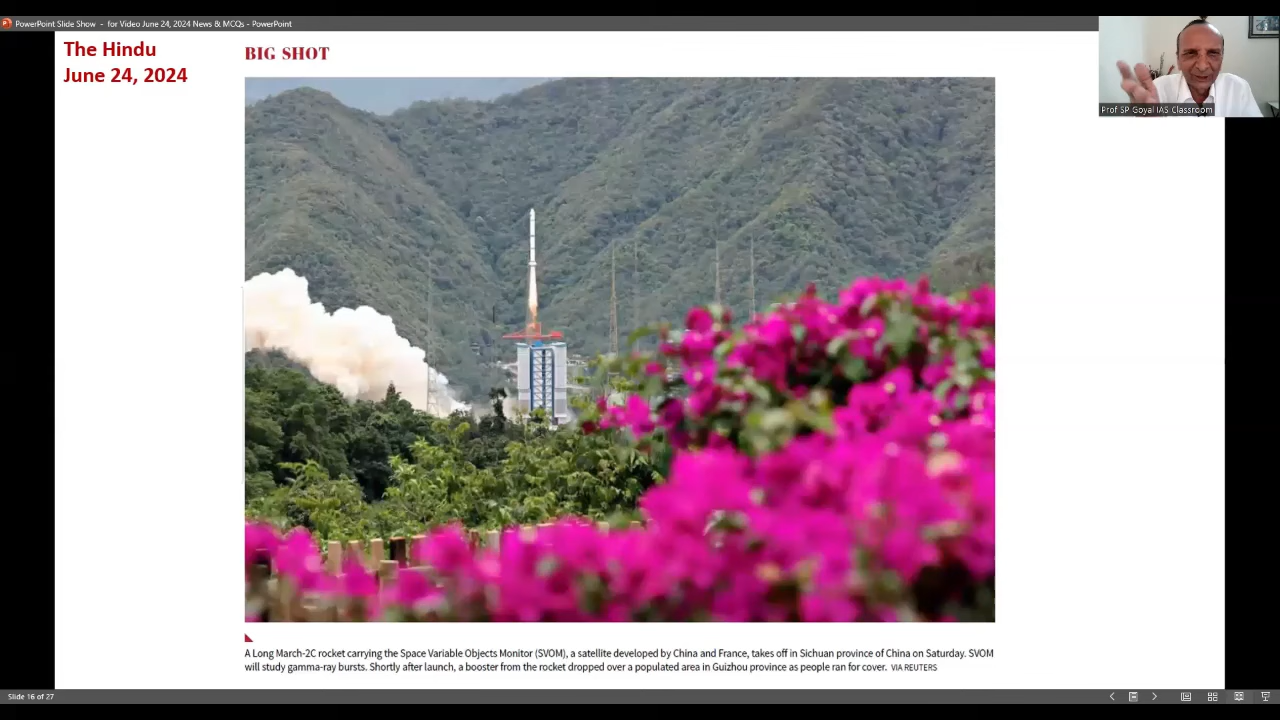 PowerPoint Slide Show - for Video June 24, 2024 News & MCQs - PowerPoint
The Hindu
June 24, 2024
BIG SHOT
Prof SP Goyal IAS Classroom
A Long March-2C rocket carrying the Space Variable Objects Monitor (SVOM), a satellite developed by China and France, takes off in Sichuan province of China on Saturday. SVOM
will study gamma-ray bursts. Shortly after launch, a booster from the rocket dropped over a populated area in Guizhou province as people ran for cover. VIA REUTERS
Slide 16 of 27